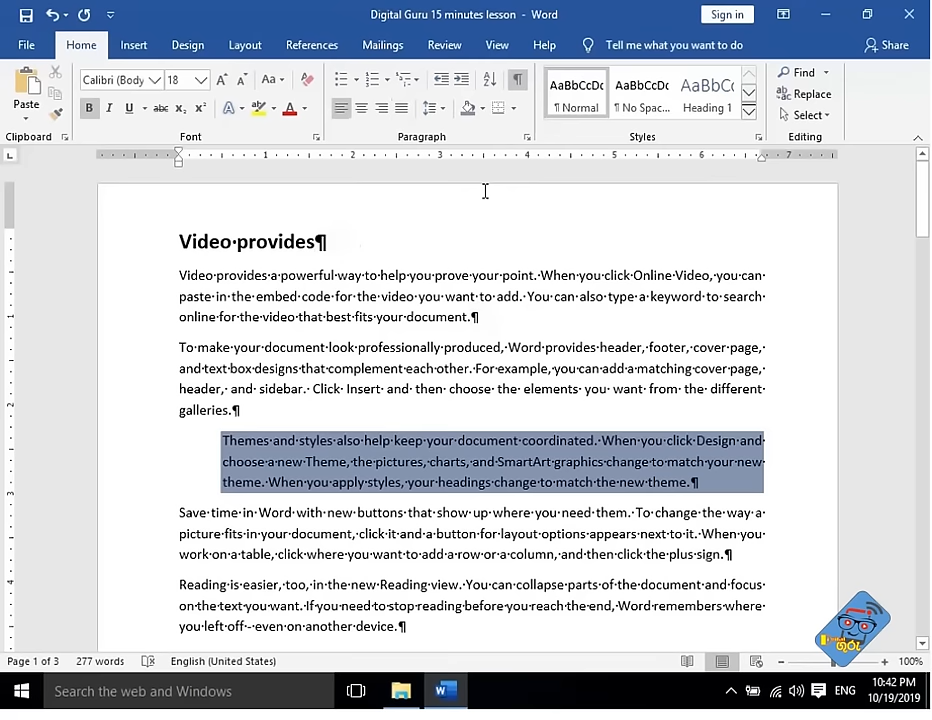 Digital Guru 15 minutes lesson - Word
Sign in
File Home Insert Design Layout References Mailings Review View Help Tell me what you want to do Share
Paste
Calibri (Body 18 A A Aa
B I U abc X₂ X² A ab A
AaBbCcDc AaBbCcDc AaBbC
¶ Normal ¶ No Spac... Heading 1
Find
Replace
Select
Clipboard Font Paragraph Styles Editing
L 1 2 3 4 5 6 7
Video·provides¶
Video·provides·a·powerful·way·to·help·you·prove·your·point.·When·you·click·Online·Video,·you·can·
paste·in·the·embed·code·for·the·video·you·want·to·add.·You·can·also·type·a·keyword·to·search·
online·for·the·video·that·best·fits·your·document.¶
To·make·your·document·look·professionally·produced,·Word·provides·header,·footer,·cover·page,·
and·text·box·designs·that·complement·each·other.·For·example,·you·can·add·a·matching·cover·page,·
header,·and·sidebar.·Click·Insert·and·then·choose·the·elements·you·want·from·the·different·
galleries.¶
Themes·and·styles·also·help·keep·your·document·coordinated.·When·you·click·Design·and·
choose·a·new·Theme,·the·pictures,·charts,·and·SmartArt·graphics·change·to·match·your·new·
theme.·When·you·apply·styles,·your·headings·change·to·match·the·new·theme.¶
Save·time·in·Word·with·new·buttons·that·show·up·where·you·need·them.·To·change·the·way·a·
picture·fits·in·your·document,·click·it·and·a·button·for·layout·options·appears·next·to·it.·When·you·
work·on·a·table,·click·where·you·want·to·add·a·row·or·a·column,·and·then·click·the·plus·sign.¶
Reading·is·easier,·too,·in·the·new·Reading·view.·You·can·collapse·parts·of·the·document·and·focus·
on·the·text·you·want.·If·you·need·to·stop·reading·before·you·reach·the·end,·Word·remembers·where·
you·left·off·-·even·on·another·device.¶
Page 1 of 3 277 words English (United States) 100%
Search the web and Windows
ENG
10:42 PM
10/19/2019